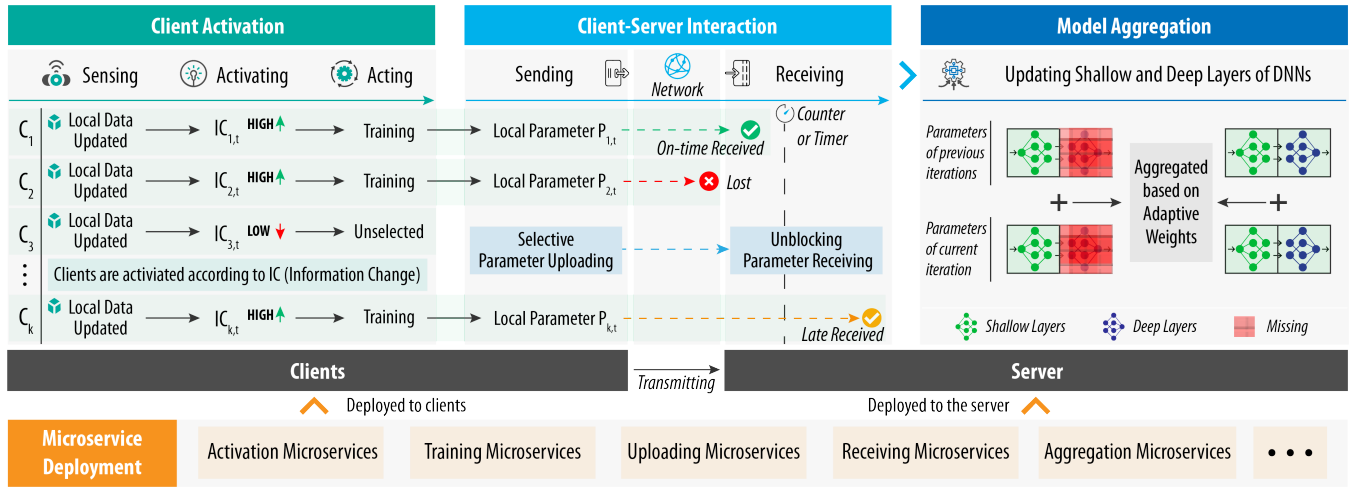 Client Activation
Client-Server Interaction
Model Aggregation
Sensing
Activating
Acting
Sending
Network
Receiving
Updating Shallow and Deep Layers of DNNs
C1
Local Data
Updated
IC1,t
HIGH
Training
Local Parameter P1,t
On-time Received
Counter
or Timer
C2
Local Data
Updated
IC2,t
HIGH
Training
Local Parameter P2,t
Lost
C3
Local Data
Updated
IC3,t
LOW
Unselected
Selective
Parameter Uploading
Unblocking
Parameter Receiving
Clients are activiated according to IC (Information Change)
Ck
Local Data
Updated
ICk,t
HIGH
Training
Local Parameter Pk,t
Late Received
Parameters
of previous
iterations
Aggregated
based on
Adaptive
Weights
Parameters
of current
iteration
Shallow Layers
Deep Layers
Missing
Clients
Transmitting
Server
Deployed to clients
Deployed to the server
Microservice
Deployment
Activation Microservices
Training Microservices
Uploading Microservices
Receiving Microservices
Aggregation Microservices